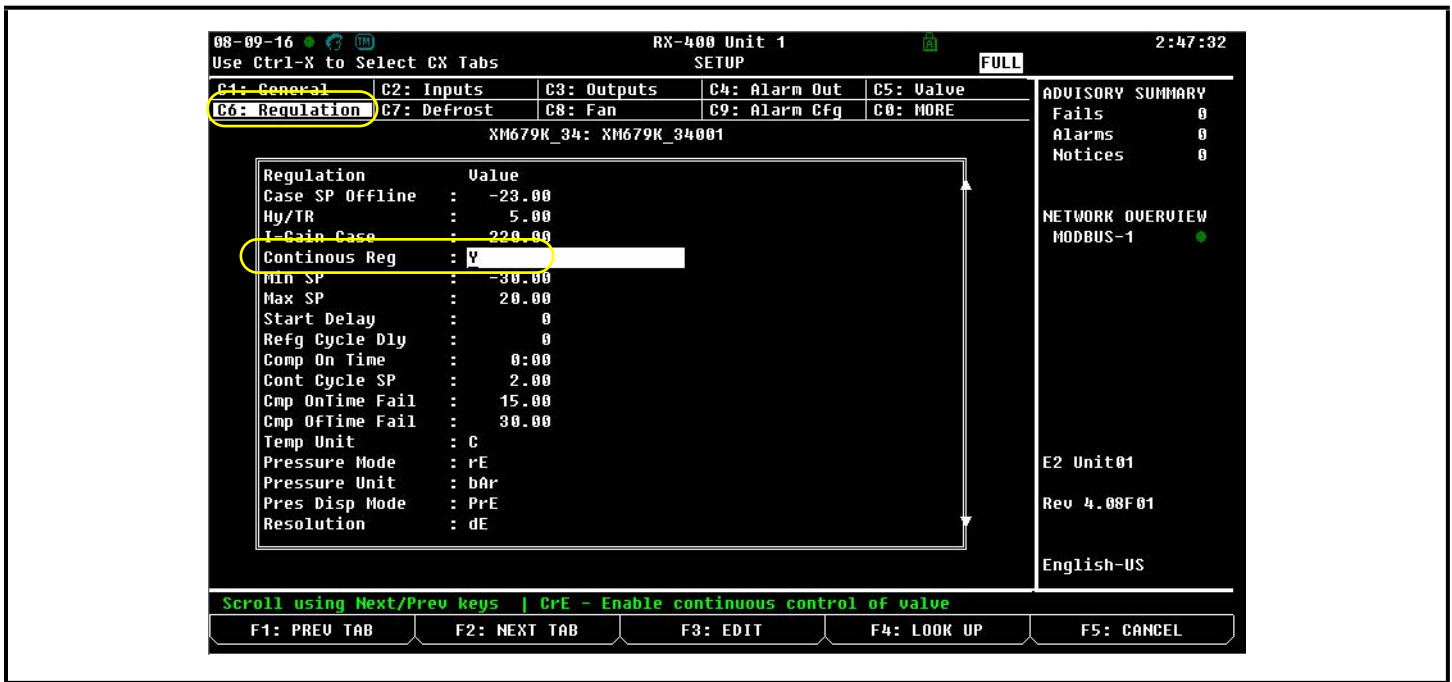 08-09-16 TM RX-400 Unit 1 A 2:47:32
Use Ctrl-X to Select CX Tabs SETUP FULL
C1: General C2: Inputs C3: Outputs C4: Alarm Out C5: Valve
C6: Regulation C7: Defrost C8: Fan C9: Alarm Cfg C0: MORE
XM679K_34: XM679K_34001
Regulation Value
Case SP Offline : -23.00
Hy/TR : 5.00
I-Gain Case : 220.00
Continous Reg : Y
Min SP : -30.00
Max SP : 20.00
Start Delay : 0
Refg Cycle Dly : 0
Comp On Time : 0:00
Cont Cycle SP : 2.00
Cmp OnTime Fail : 15.00
Cmp OfTime Fail : 30.00
Temp Unit : C
Pressure Mode : rE
Pressure Unit : bAr
Pres Disp Mode : PrE
Resolution : dE
ADVISORY SUMMARY
Fails 0
Alarms 0
Notices 0
NETWORK OVERVIEW
MODBUS-1
E2 Unit01
Rev 4.08F01
English-US
Scroll using Next/Prev keys | CrE - Enable continuous control of valve
F1: PREV TAB F2: NEXT TAB F3: EDIT F4: LOOK UP F5: CANCEL